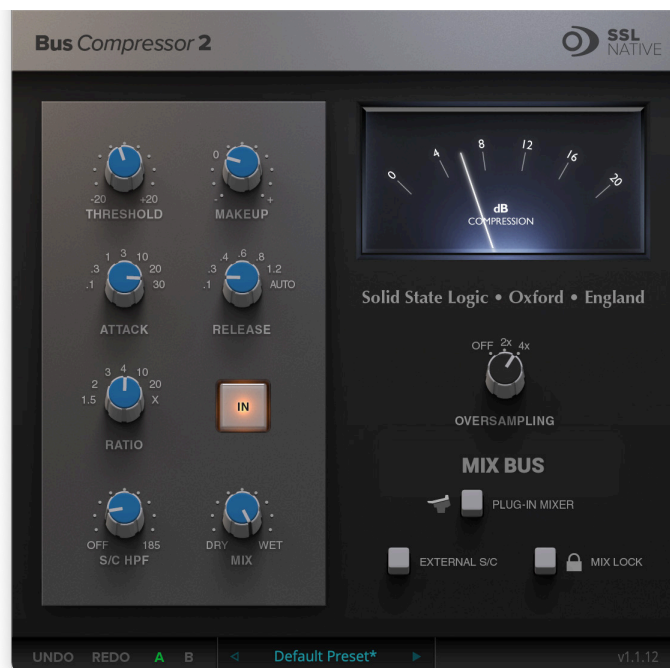 Bus Compressor 2
SSL
NATIVE
-20 +20
THRESHOLD
0
- +
MAKEUP
0 4 8 12 16 20
dB
COMPRESSION
.1 .3 1 3 10 20 30
ATTACK
.1 .3 .4 .6 .8 1.2 AUTO
RELEASE
Solid State Logic • Oxford • England
1.5 2 3 4 10 20 X
RATIO
IN
OFF 2x 4x
OVERSAMPLING
MIX BUS
PLUG-IN MIXER
OFF 185
S/C HPF
DRY WET
MIX
EXTERNAL S/C
MIX LOCK
UNDO REDO A B
Default Preset*
v1.1.12